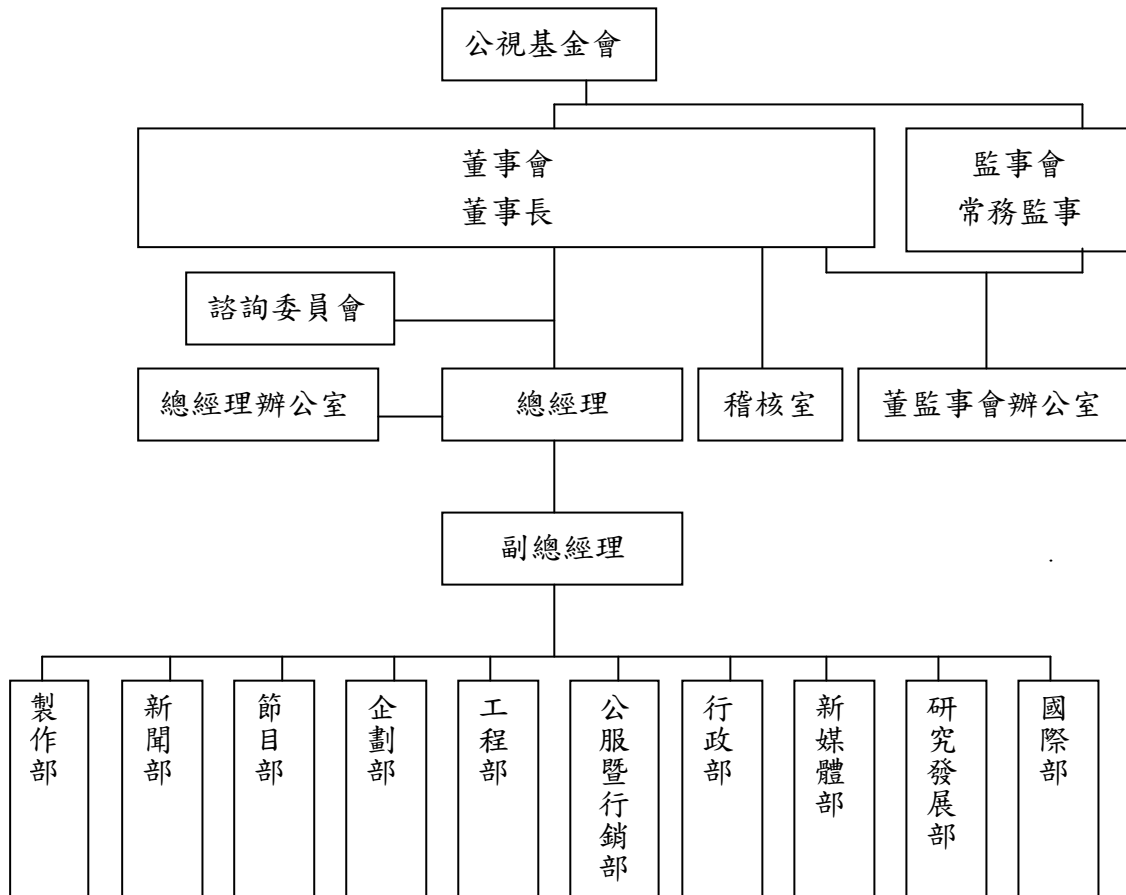 公視基金會
董事會
董事長
監事會
常務監事
諮詢委員會
總經理辦公室
總經理
稽核室
董監事會辦公室
副總經理
製作部
新聞部
節目部
企劃部
工程部
公服暨行銷部
行政部
新媒體部
研究發展部
國際部